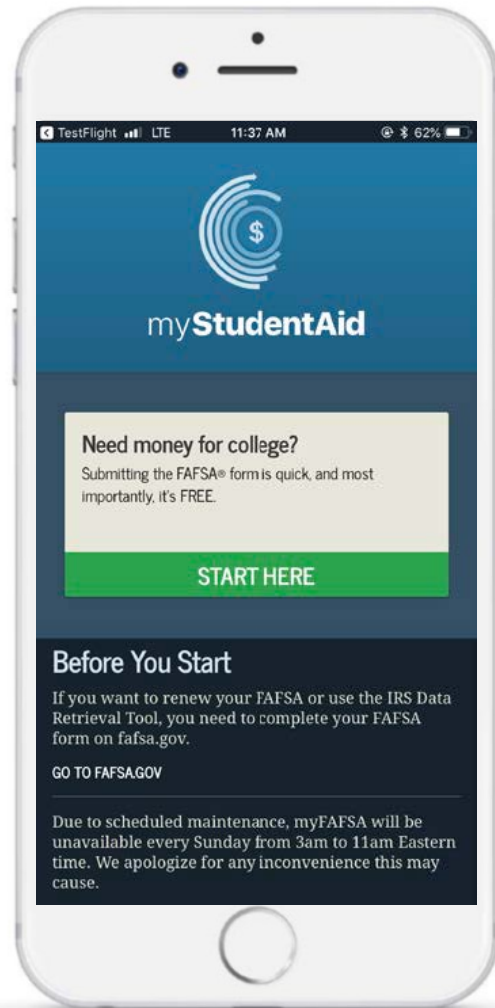 TestFlight LTE 11:37 AM 62%
$
myStudentAid
Need money for college?
Submitting the FAFSA® form is quick, and most
importantly, it's FREE.
START HERE
Before You Start
If you want to renew your FAFSA or use the IRS Data
Retrieval Tool, you need to complete your FAFSA
form on fafsa.gov.
GO TO FAFSA.GOV
Due to scheduled maintenance, myFAFSA will be
unavailable every Sunday from 3am to 11am Eastern
time. We apologize for any inconvenience this may
cause.